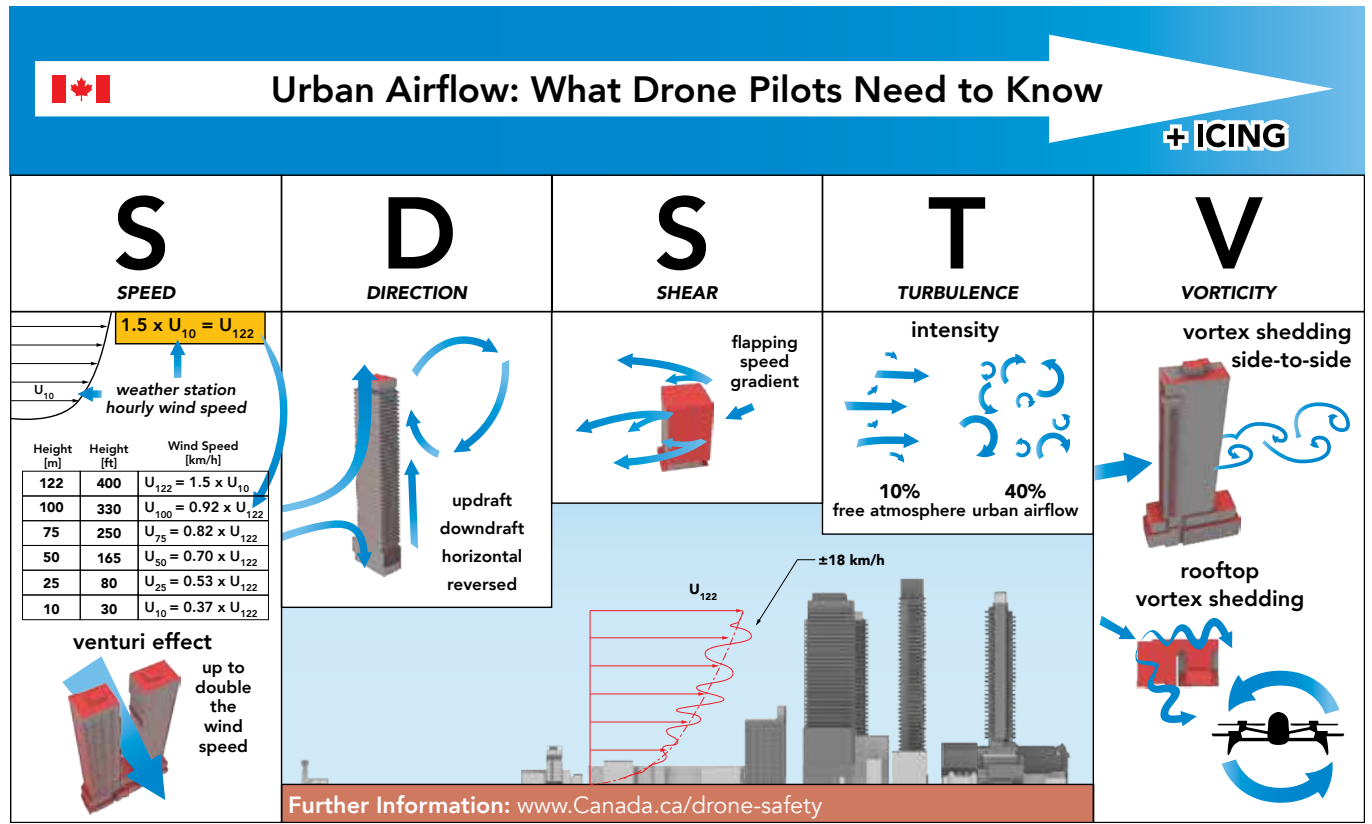 Urban Airflow: What Drone Pilots Need to Know
+ ICING
S
SPEED
1.5 x U₁₀ = U₁₂₂
U₁₀
weather station
hourly wind speed
Height [m] Height [ft] Wind Speed [km/h]
122 400 U₁₂₂ = 1.5 x U₁₀
100 330 U₁₀₀ = 0.92 x U₁₂₂
75 250 U₇₅ = 0.82 x U₁₂₂
50 165 U₅₀ = 0.70 x U₁₂₂
25 80 U₂₅ = 0.53 x U₁₂₂
10 30 U₁₀ = 0.37 x U₁₂₂
venturi effect
up to
double
the
wind
speed
D
DIRECTION
updraft
downdraft
horizontal
reversed
S
SHEAR
flapping
speed
gradient
T
TURBULENCE
intensity
10%
free atmosphere
40%
urban airflow
U₁₂₂
±18 km/h
V
VORTICITY
vortex shedding
side-to-side
rooftop
vortex shedding
Further Information: www.Canada.ca/drone-safety